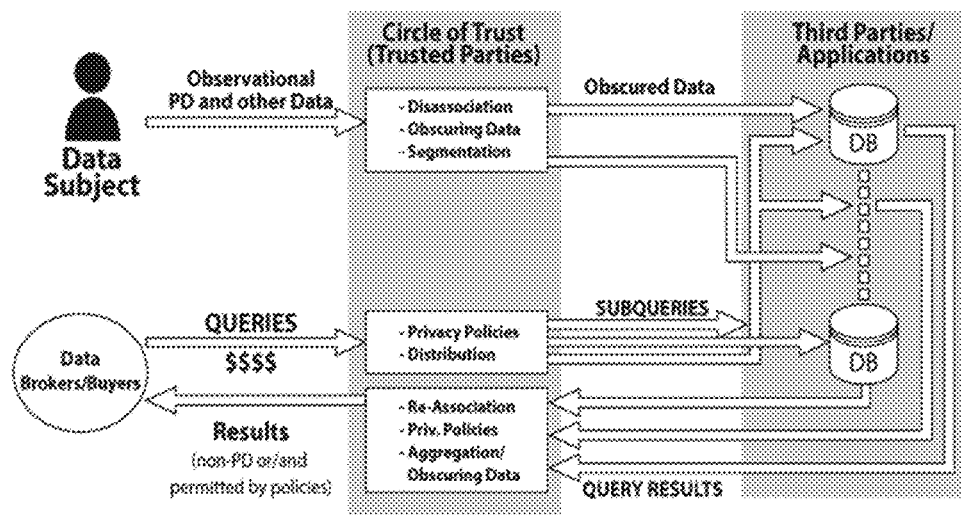 Circle of Trust
(Trusted Parties)
Third Parties/
Applications
Observational
PD and other Data
Data
Subject
- Disassociation
- Obscuring Data
- Segmentation
Obscured Data
DB
QUERIES
$$$$
Data
Brokers/Buyers
- Privacy Policies
- Distribution
SUBQUERIES
DB
Results
(non-PD or/and
permitted by policies)
- Re-Association
- Priv. Policies
- Aggregation/
Obscuring Data
QUERY RESULTS